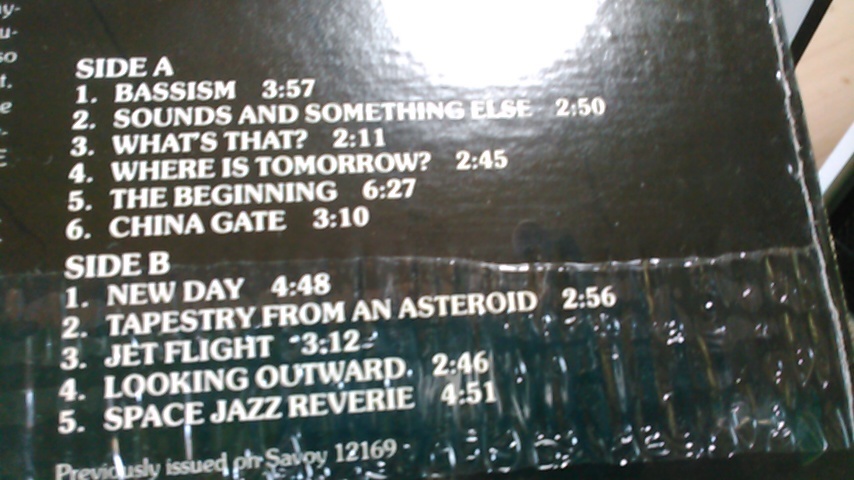 SIDE A
1. BASSISM 3:57
2. SOUNDS AND SOMETHING ELSE 2:50
3. WHAT'S THAT? 2:11
4. WHERE IS TOMORROW? 2:45
5. THE BEGINNING 6:27
6. CHINA GATE 3:10
SIDE B
1. NEW DAY 4:48
2. TAPESTRY FROM AN ASTEROID 2:56
3. JET FLIGHT 3:12
4. LOOKING OUTWARD. 2:46
5. SPACE JAZZ REVERIE 4:51
Previously issued on Savoy 12169